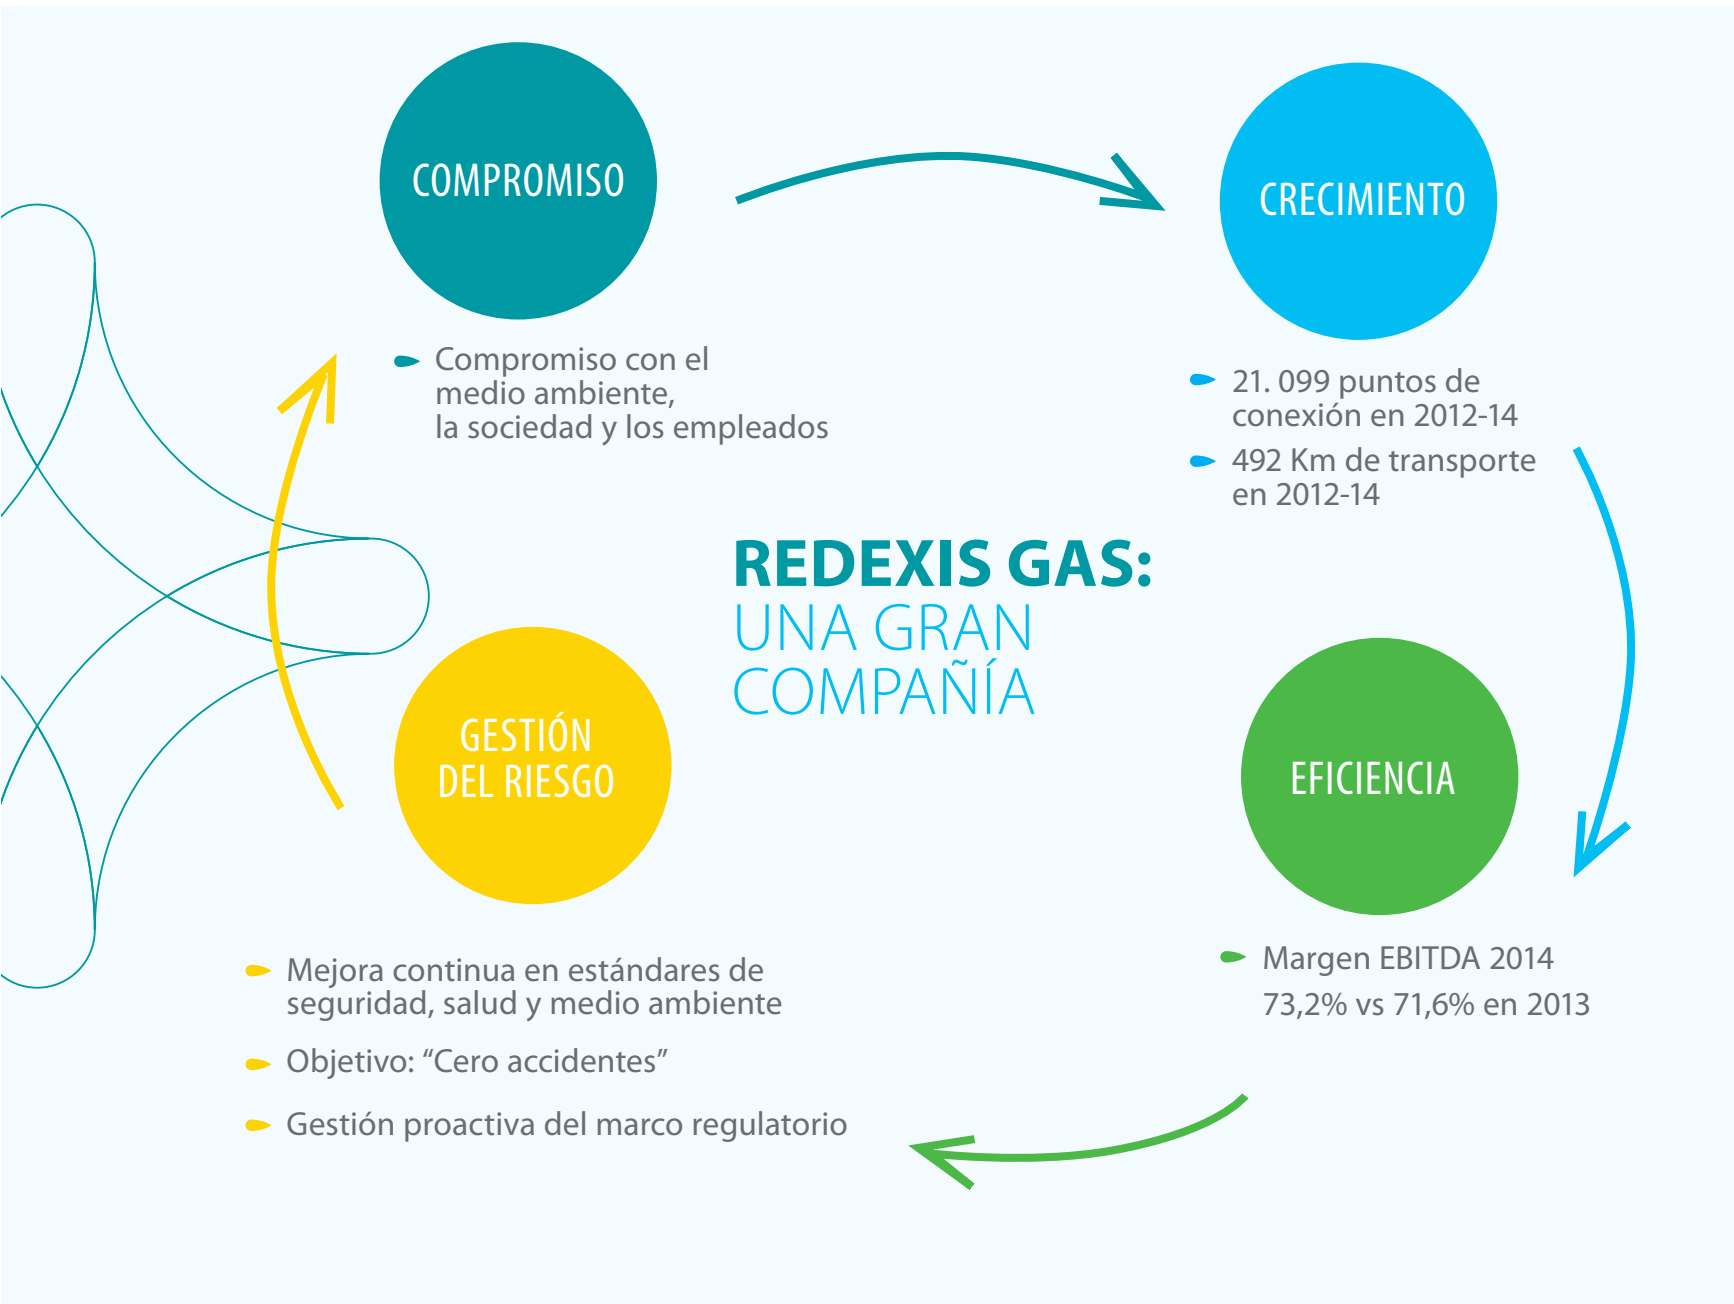 COMPROMISO
Compromiso con el
medio ambiente,
la sociedad y los empleados
CRECIMIENTO
21. 099 puntos de
conexión en 2012-14
492 Km de transporte
en 2012-14
REDEXIS GAS:
UNA GRAN
COMPAÑÍA
GESTIÓN
DEL RIESGO
Mejora continua en estándares de
seguridad, salud y medio ambiente
Objetivo: “Cero accidentes”
Gestión proactiva del marco regulatorio
EFICIENCIA
Margen EBITDA 2014
73,2% vs 71,6% en 2013